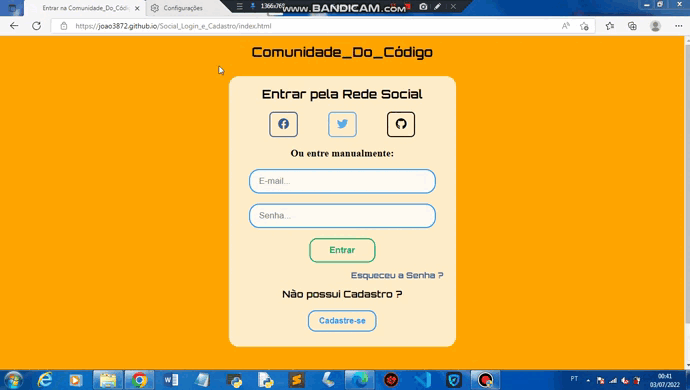 Entrar na Comunidade_Do_Códig
Configurações
1366x768
www.BANDICAM.com
https://joao3872.github.io/Social_Login_e_Cadastro/index.html
Comunidade_Do_Código
Entrar pela Rede Social
Ou entre manualmente:
E-mail...
Senha...
Entrar
Esqueceu a Senha ?
Não possui Cadastro ?
Cadastre-se
PT
00:41
03/07/2022